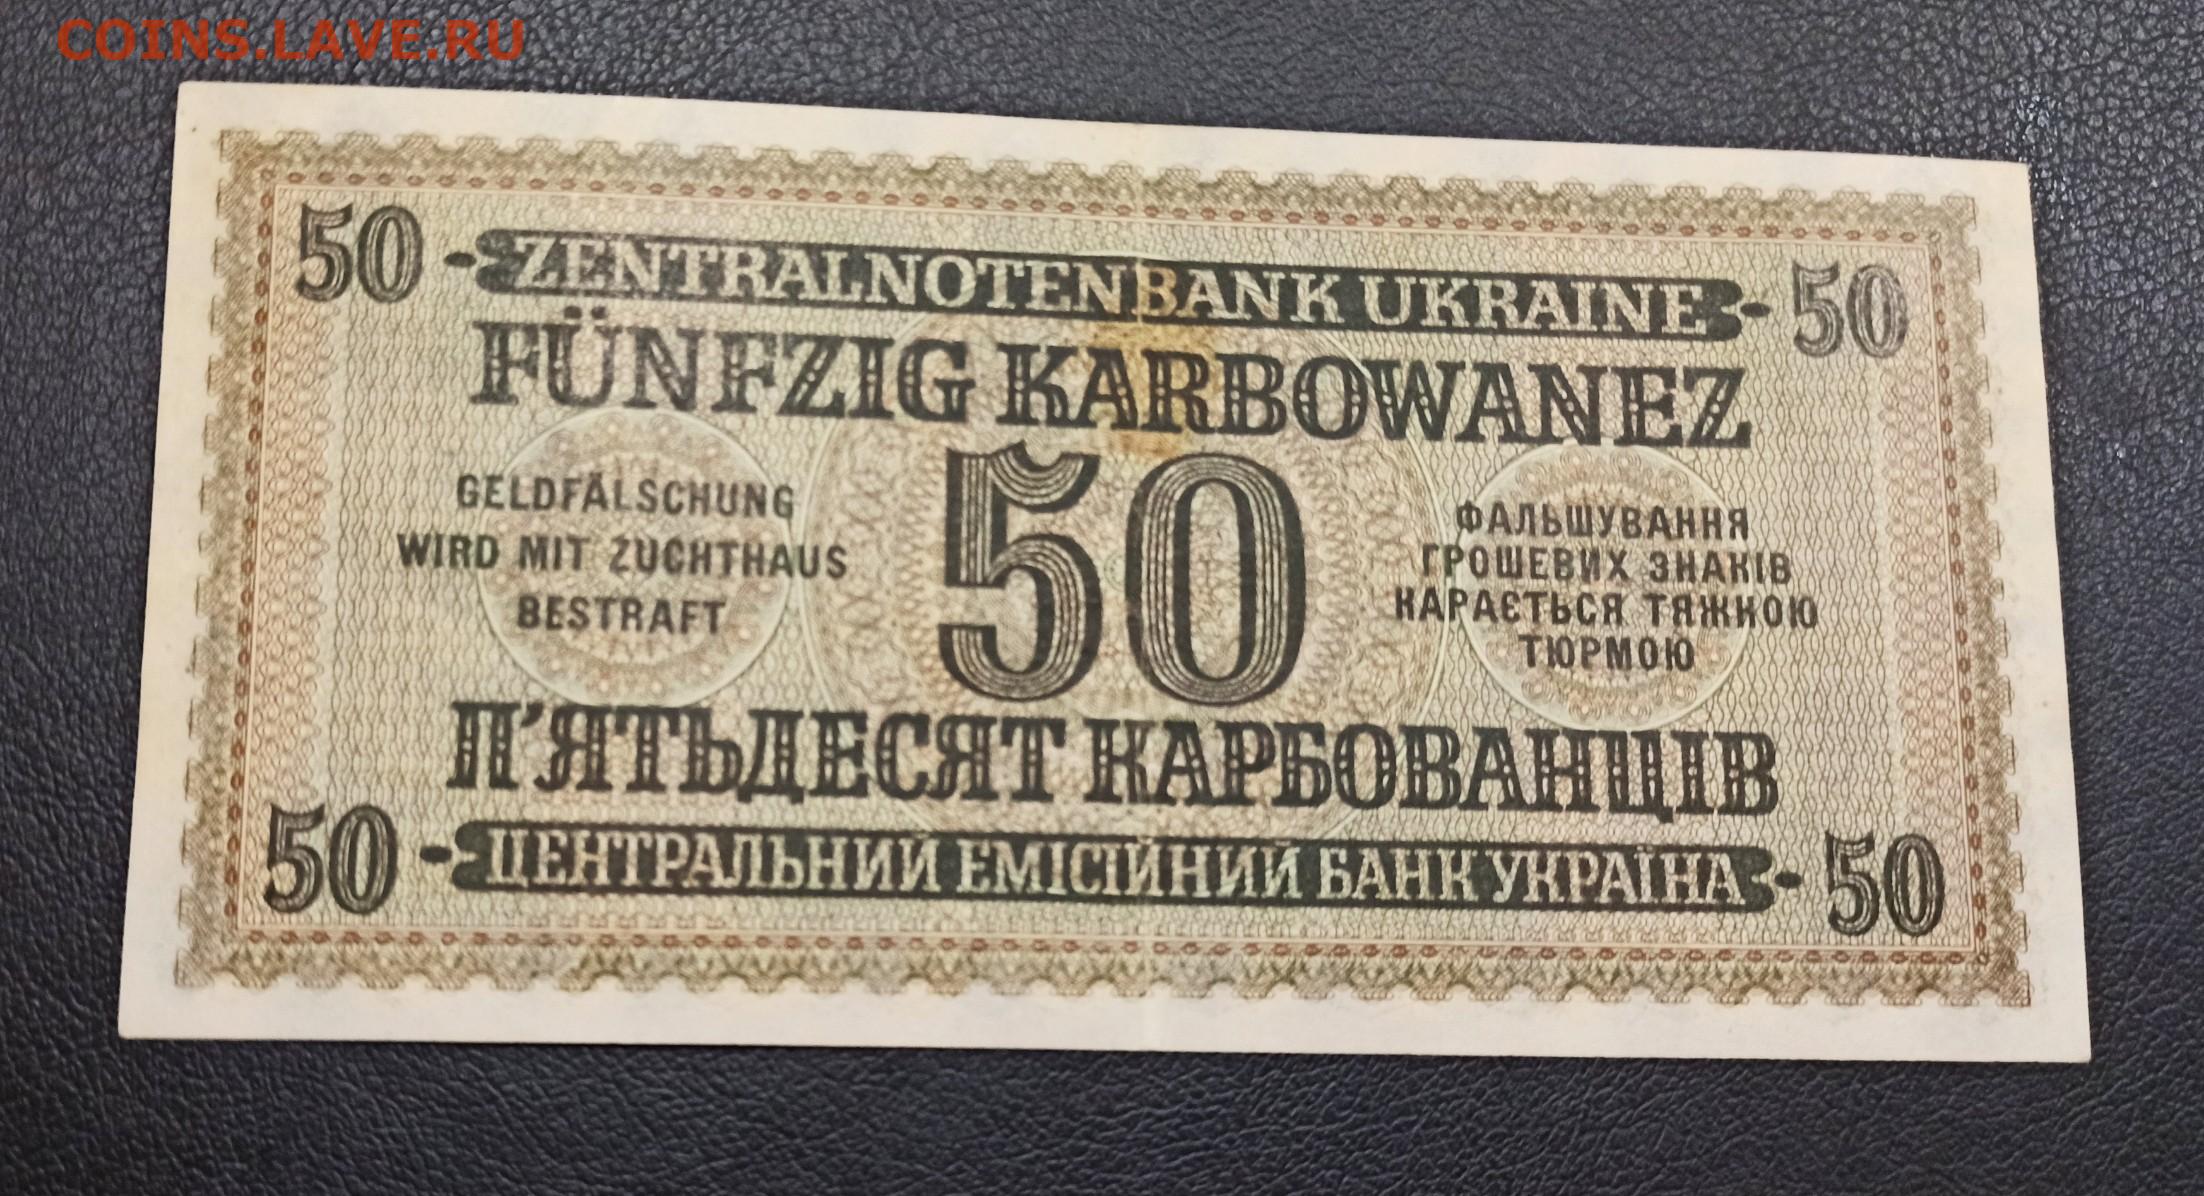 COINS.LAVE.RU
50 ZENTRALNOTENBANK UKRAINE 50
FÜNFZIG KARBOWANEZ
GELDFÄLSCHUNG
WIRD MIT ZUCHTHAUS
BESTRAFT
50
ФАЛЬШУВАННЯ
ГРОШЕВИХ ЗНАКІВ
КАРАЄТЬСЯ ТЯЖКОЮ
ТЮРМОЮ
П'ЯТЬДЕСЯТ КАРБОВАНЦІВ
50 ЦЕНТРАЛЬНИЙ ЕМІСІЙНИЙ БАНК УКРАЇНА 50